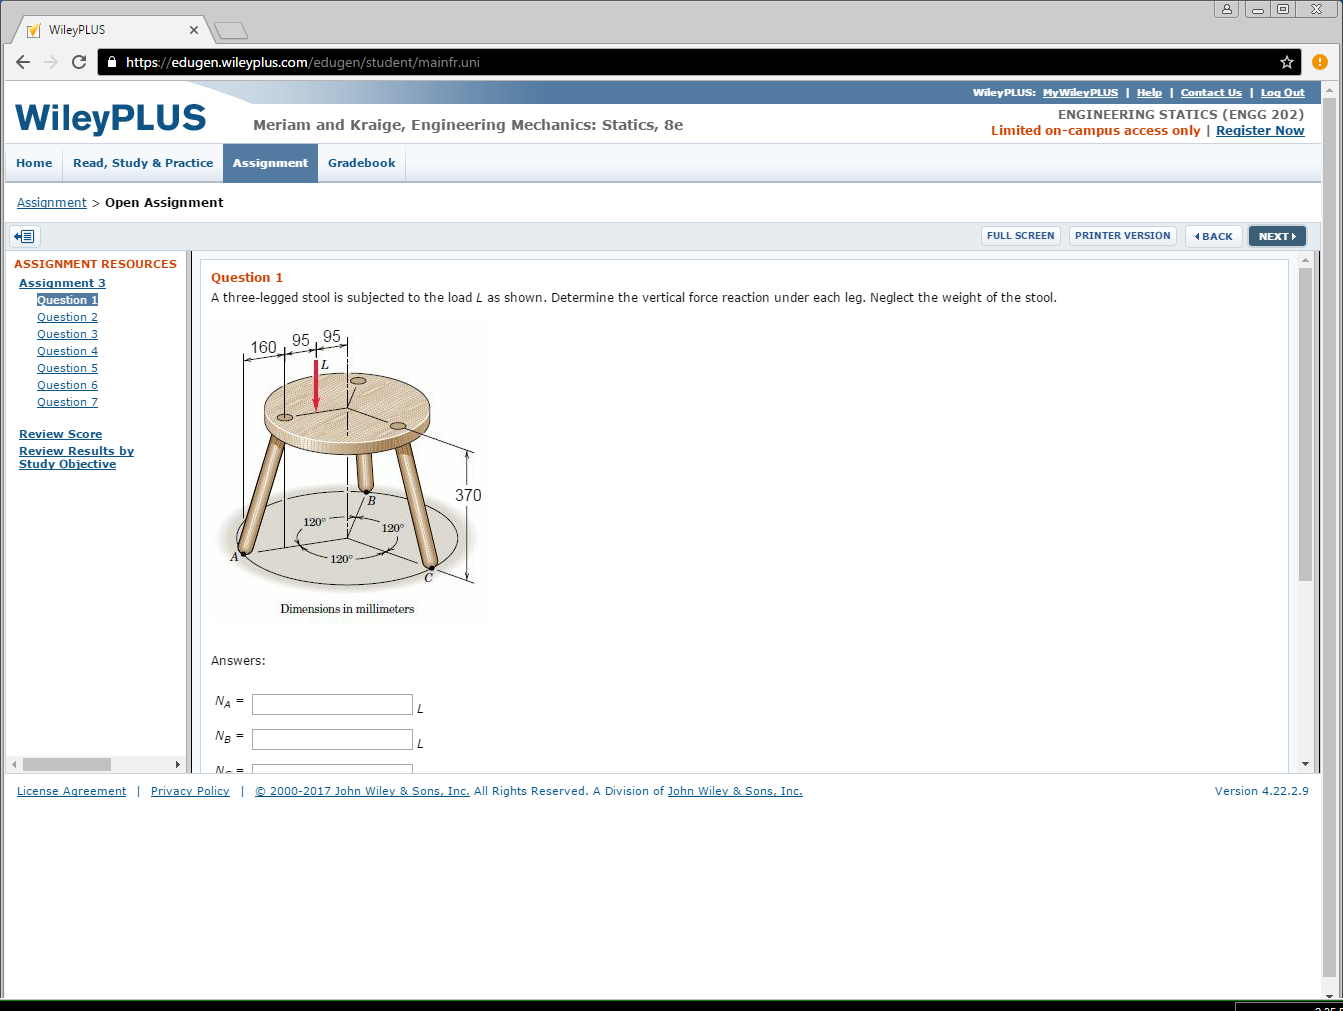 WileyPLUS
https://edugen.wileyplus.com/edugen/student/mainfr.uni
WileyPLUS: MyWileyPLUS | Help | Contact Us | Log Out
WileyPLUS
Meriam and Kraige, Engineering Mechanics: Statics, 8e
ENGINEERING STATICS (ENGG 202)
Limited on-campus access only | Register Now
Home Read, Study & Practice Assignment Gradebook
Assignment > Open Assignment
FULL SCREEN PRINTER VERSION BACK NEXT
ASSIGNMENT RESOURCES
Assignment 3
Question 1
Question 2
Question 3
Question 4
Question 5
Question 6
Question 7
Review Score
Review Results by
Study Objective
Question 1
A three-legged stool is subjected to the load L as shown. Determine the vertical force reaction under each leg. Neglect the weight of the stool.
160 95 95
L
370
B
120° 120°
A 120°
C
Dimensions in millimeters
Answers:
NA = L
NB = L
License Agreement | Privacy Policy | © 2000-2017 John Wiley & Sons, Inc. All Rights Reserved. A Division of John Wiley & Sons, Inc.
Version 4.22.2.9